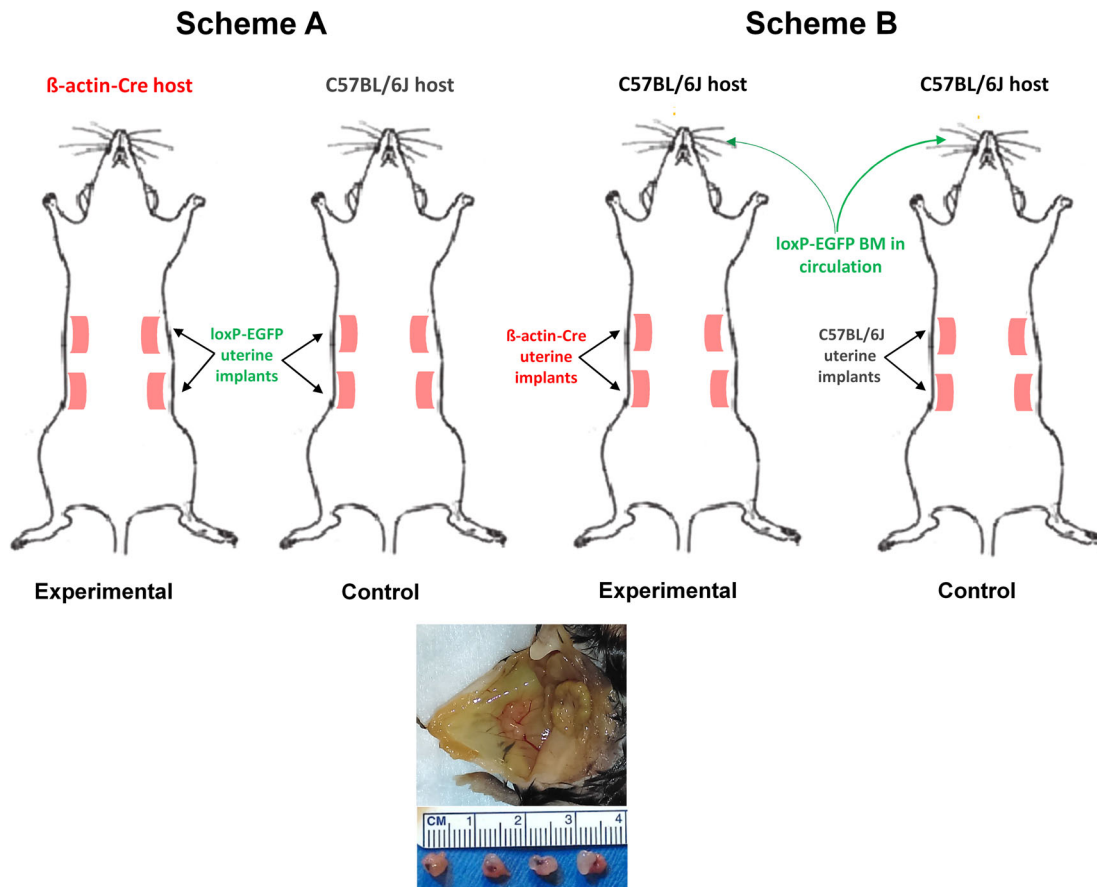 Scheme A
Scheme B
ß-actin-Cre host
C57BL/6J host
C57BL/6J host
C57BL/6J host
loxP-EGFP BM in
circulation
loxP-EGFP
uterine
implants
ß-actin-Cre
uterine
implants
C57BL/6J
uterine
implants
Experimental
Control
Experimental
Control
CM 1 2 3 4